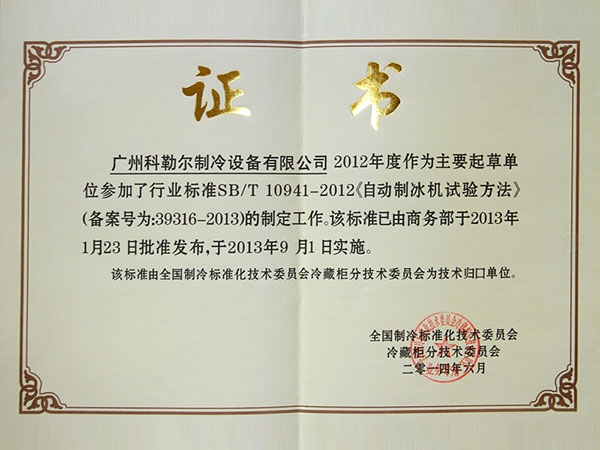 证 书
广州科勒尔制冷设备有限公司 2012年度作为主要起草单
位参加了行业标准SB/T 10941-2012《自动制冰机试验方法》
(备案号为:39316-2013)的制定工作。该标准已由商务部于2013年
1月23日批准发布,于2013年9月1日实施。
该标准由全国制冷标准化技术委员会冷藏柜分技术委员会为技术归口单位。
全国制冷标准化技术委员会
冷藏柜分技术委员会
二零一四年六月